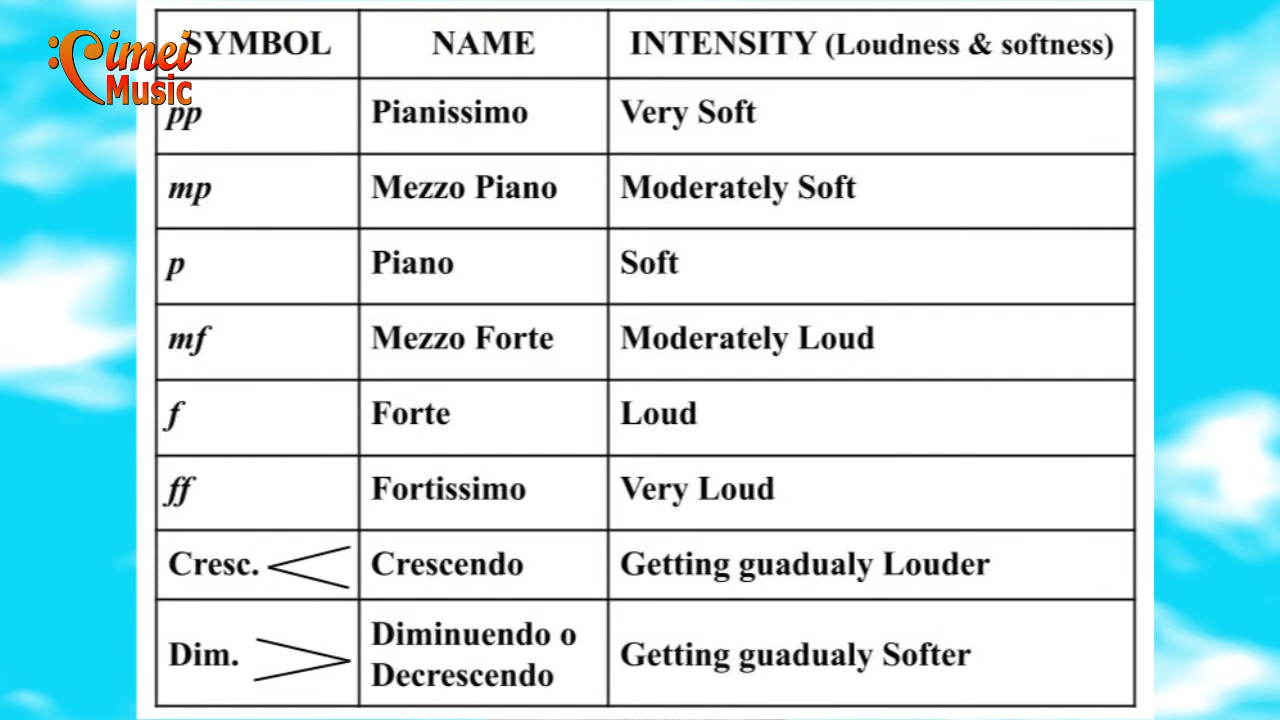 Cimei
Music
SYMBOL NAME INTENSITY (Loudness & softness)
pp Pianissimo Very Soft
mp Mezzo Piano Moderately Soft
p Piano Soft
mf Mezzo Forte Moderately Loud
f Forte Loud
ff Fortissimo Very Loud
Cresc. Crescendo Getting guadualy Louder
Dim. Diminuendo o
Decrescendo Getting guadualy Softer